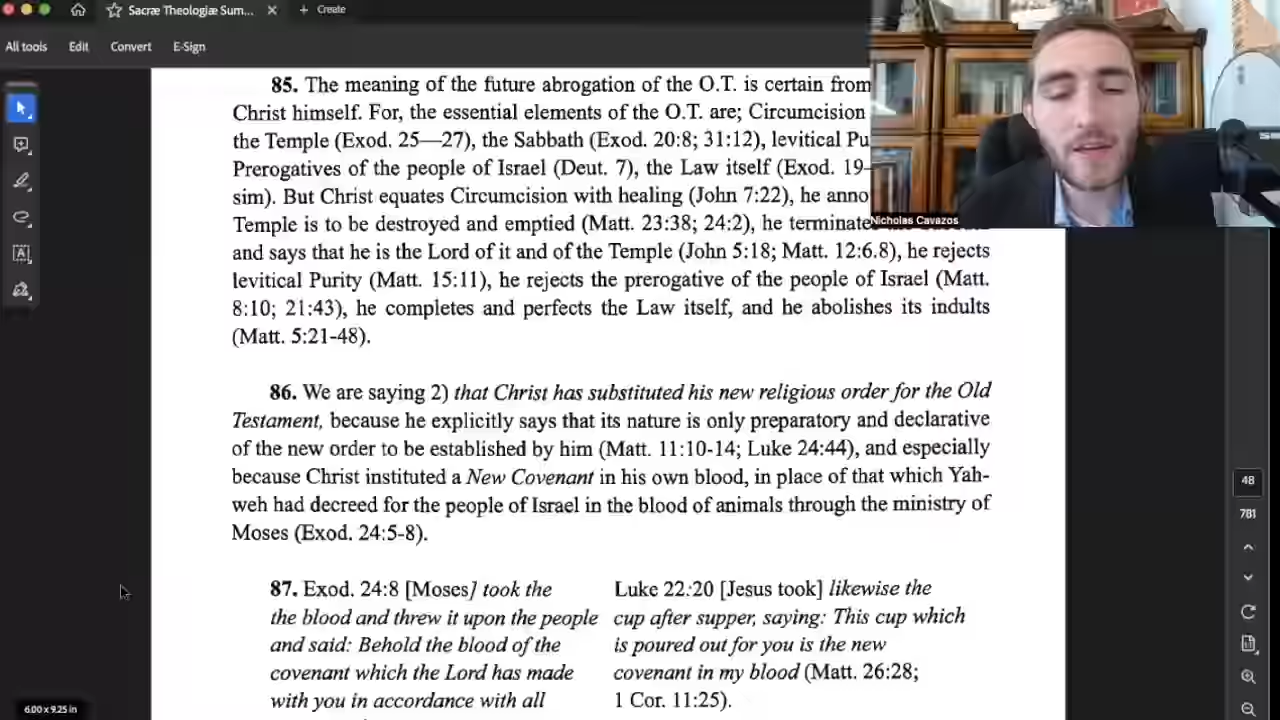 Sacræ Theologiæ Sum...
Create
All tools
Edit
Convert
E-Sign
85. The meaning of the future abrogation of the O.T. is certain from
Christ himself. For, the essential elements of the O.T. are; Circumcision
the Temple (Exod. 25—27), the Sabbath (Exod. 20:8; 31:12), levitical Pu
Prerogatives of the people of Israel (Deut. 7), the Law itself (Exod. 19-
sim). But Christ equates Circumcision with healing (John 7:22), he anno
Temple is to be destroyed and emptied (Matt. 23:38; 24:2), he terminate
and says that he is the Lord of it and of the Temple (John 5:18; Matt. 12:6.8), he rejects
levitical Purity (Matt. 15:11), he rejects the prerogative of the people of Israel (Matt.
8:10; 21:43), he completes and perfects the Law itself, and he abolishes its indults
(Matt. 5:21-48).
Nicholas Cavazos
86. We are saying 2) that Christ has substituted his new religious order for the Old
Testament, because he explicitly says that its nature is only preparatory and declarative
of the new order to be established by him (Matt. 11:10-14; Luke 24:44), and especially
because Christ instituted a New Covenant in his own blood, in place of that which Yah-
weh had decreed for the people of Israel in the blood of animals through the ministry of
Moses (Exod. 24:5-8).
87. Exod. 24:8 [Moses] took the
the blood and threw it upon the people
and said: Behold the blood of the
covenant which the Lord has made
with you in accordance with all
Luke 22:20 [Jesus took] likewise the
cup after supper, saying: This cup which
is poured out for you is the new
covenant in my blood (Matt. 26:28;
1 Cor. 11:25).
48
781
6.00 x 9.25 in